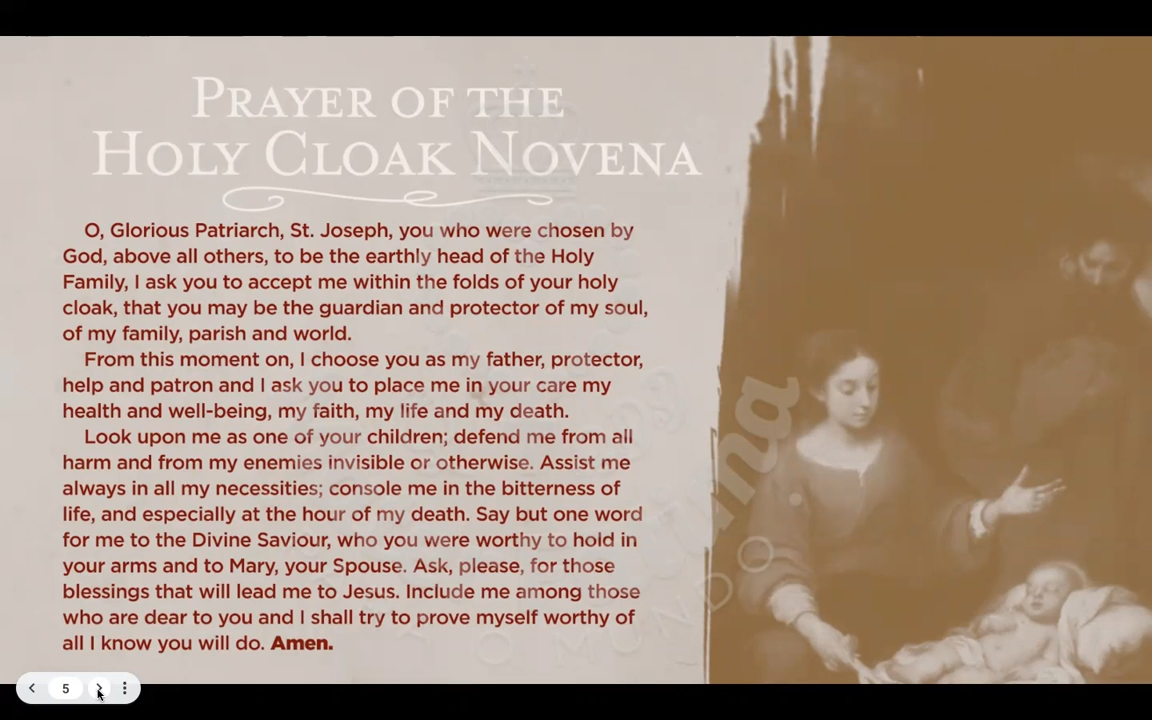 PRAYER OF THE
HOLY CLOAK NOVENA
O, Glorious Patriarch, St. Joseph, you who were chosen by
God, above all others, to be the earthly head of the Holy
Family, I ask you to accept me within the folds of your holy
cloak, that you may be the guardian and protector of my soul,
of my family, parish and world.
From this moment on, I choose you as my father, protector,
help and patron and I ask you to place me in your care my
health and well-being, my faith, my life and my death.
Look upon me as one of your children; defend me from all
harm and from my enemies invisible or otherwise. Assist me
always in all my necessities; console me in the bitterness of
life, and especially at the hour of my death. Say but one word
for me to the Divine Saviour, who you were worthy to hold in
your arms and to Mary, your Spouse. Ask, please, for those
blessings that will lead me to Jesus. Include me among those
who are dear to you and I shall try to prove myself worthy of
all I know you will do. Amen.
5